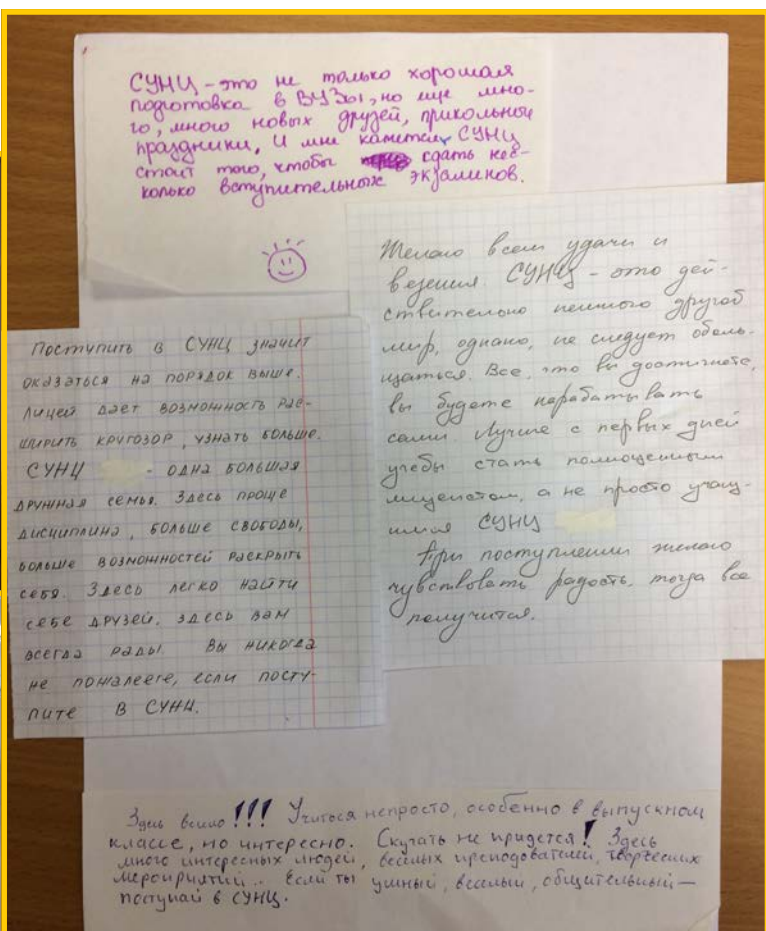 СУНЦ – это не только хорошая
подготовка в ВУЗы, но еще мно-
го, много новых друзей, прикольные
праздники, И мне кажется, СУНЦ
стоит того, чтобы сдать нес-
колько вступительных экзаминов.
Желаю всем удачи и
везения. СУНЦ – это дей-
ствительно немного другой
мир, однако, не следует оболь-
щаться. Все, что вы достигнете,
вы будете нарабатывать
сами. Лучше с первых дней
учебы стать полноценным
лицеистом, а не просто учащ-
имся СУНЦ
При поступлении желаю
чувствовать радость, тогда все
получится.
Поступить в СУНЦ значит
оказаться на порядок выше.
Лицей дает возможность рас-
ширить кругозор, узнать больше.
СУНЦ - одна большая
дружная семья. Здесь проще
дисциплина, больше свободы,
больше возможностей раскрыть
себя. Здесь легко найти
себе друзей. Здесь вам
всегда рады. Вы никогда
не пожалеете, если посту-
пите в СУНЦ.
Здесь !!! Учиться непросто, особенно в выпускном
классе, но интересно. Скучать не придется! Здесь
много интересных людей, веселых преподователей, творческих
мероприятий.. Если ты умный, веселый, общительный –
поступай в СУНЦ.